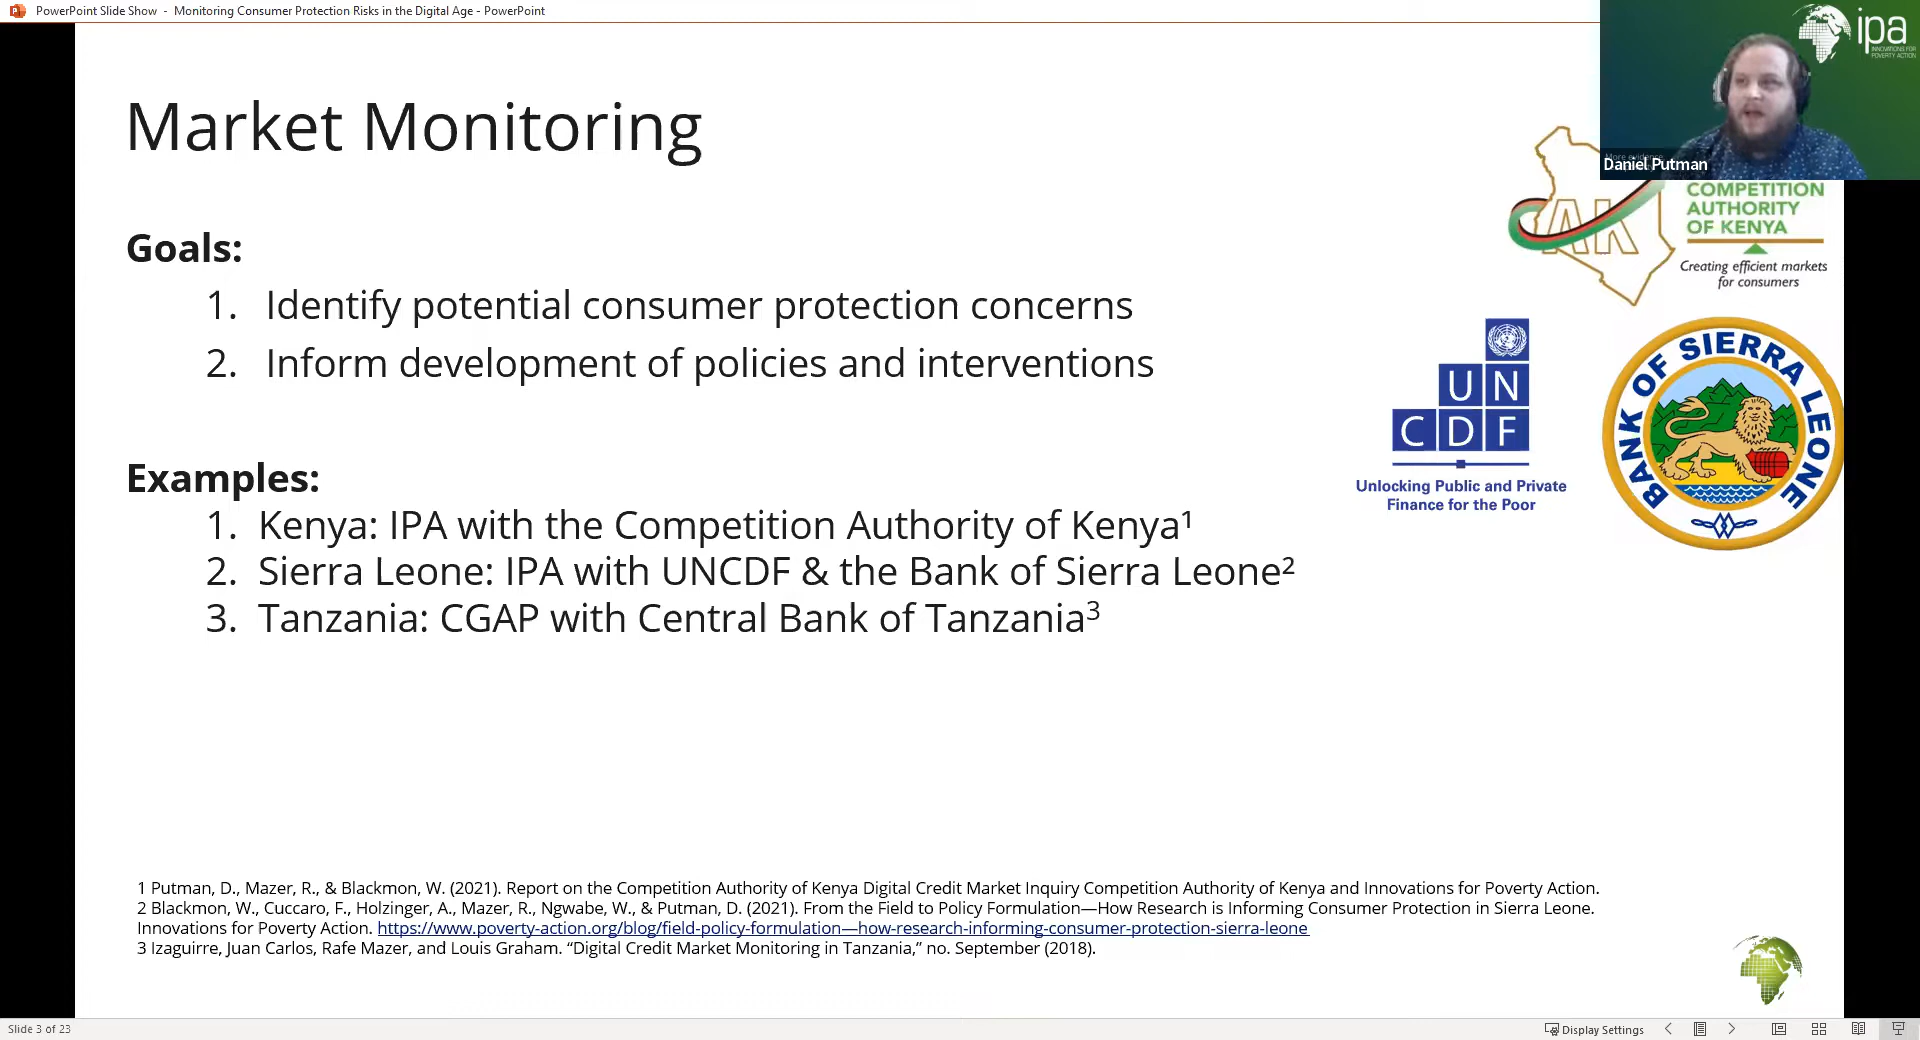 PowerPoint Slide Show - Monitoring Consumer Protection Risks in the Digital Age - PowerPoint
ipa
INNOVATIONS FOR
POVERTY ACTION
Daniel Putman
Market Monitoring
COMPETITION
AUTHORITY
OF KENYA
Creating efficient markets
for consumers
AK
Goals:
1. Identify potential consumer protection concerns
2. Inform development of policies and interventions
UN
CDF
Unlocking Public and Private
Finance for the Poor
BANK OF SIERRA LEONE
Examples:
1. Kenya: IPA with the Competition Authority of Kenya¹
2. Sierra Leone: IPA with UNCDF & the Bank of Sierra Leone²
3. Tanzania: CGAP with Central Bank of Tanzania³
1 Putman, D., Mazer, R., & Blackmon, W. (2021). Report on the Competition Authority of Kenya Digital Credit Market Inquiry Competition Authority of Kenya and Innovations for Poverty Action.
2 Blackmon, W., Cuccaro, F., Holzinger, A., Mazer, R., Ngwabe, W., & Putman, D. (2021). From the Field to Policy Formulation—How Research is Informing Consumer Protection in Sierra Leone.
Innovations for Poverty Action. https://www.poverty-action.org/blog/field-policy-formulation—how-research-informing-consumer-protection-sierra-leone
3 Izaguirre, Juan Carlos, Rafe Mazer, and Louis Graham. “Digital Credit Market Monitoring in Tanzania,” no. September (2018).
Slide 3 of 23
Display Settings